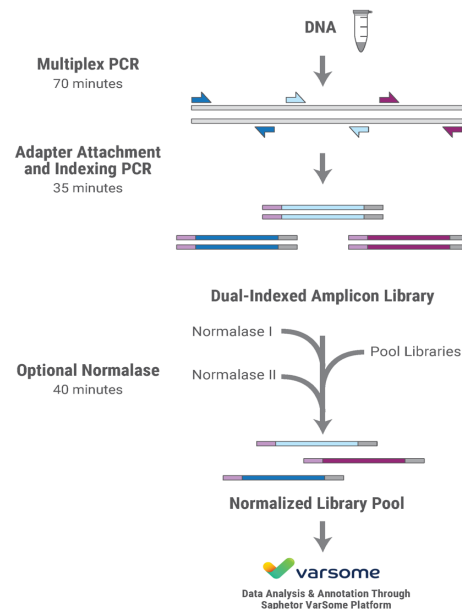 DNA
Multiplex PCR
70 minutes
Adapter Attachment
and Indexing PCR
35 minutes
Dual-Indexed Amplicon Library
Normalase I
Pool Libraries
Optional Normalase
40 minutes
Normalase II
Normalized Library Pool
varsome
Data Analysis & Annotation Through
Saphetor VarSome Platform